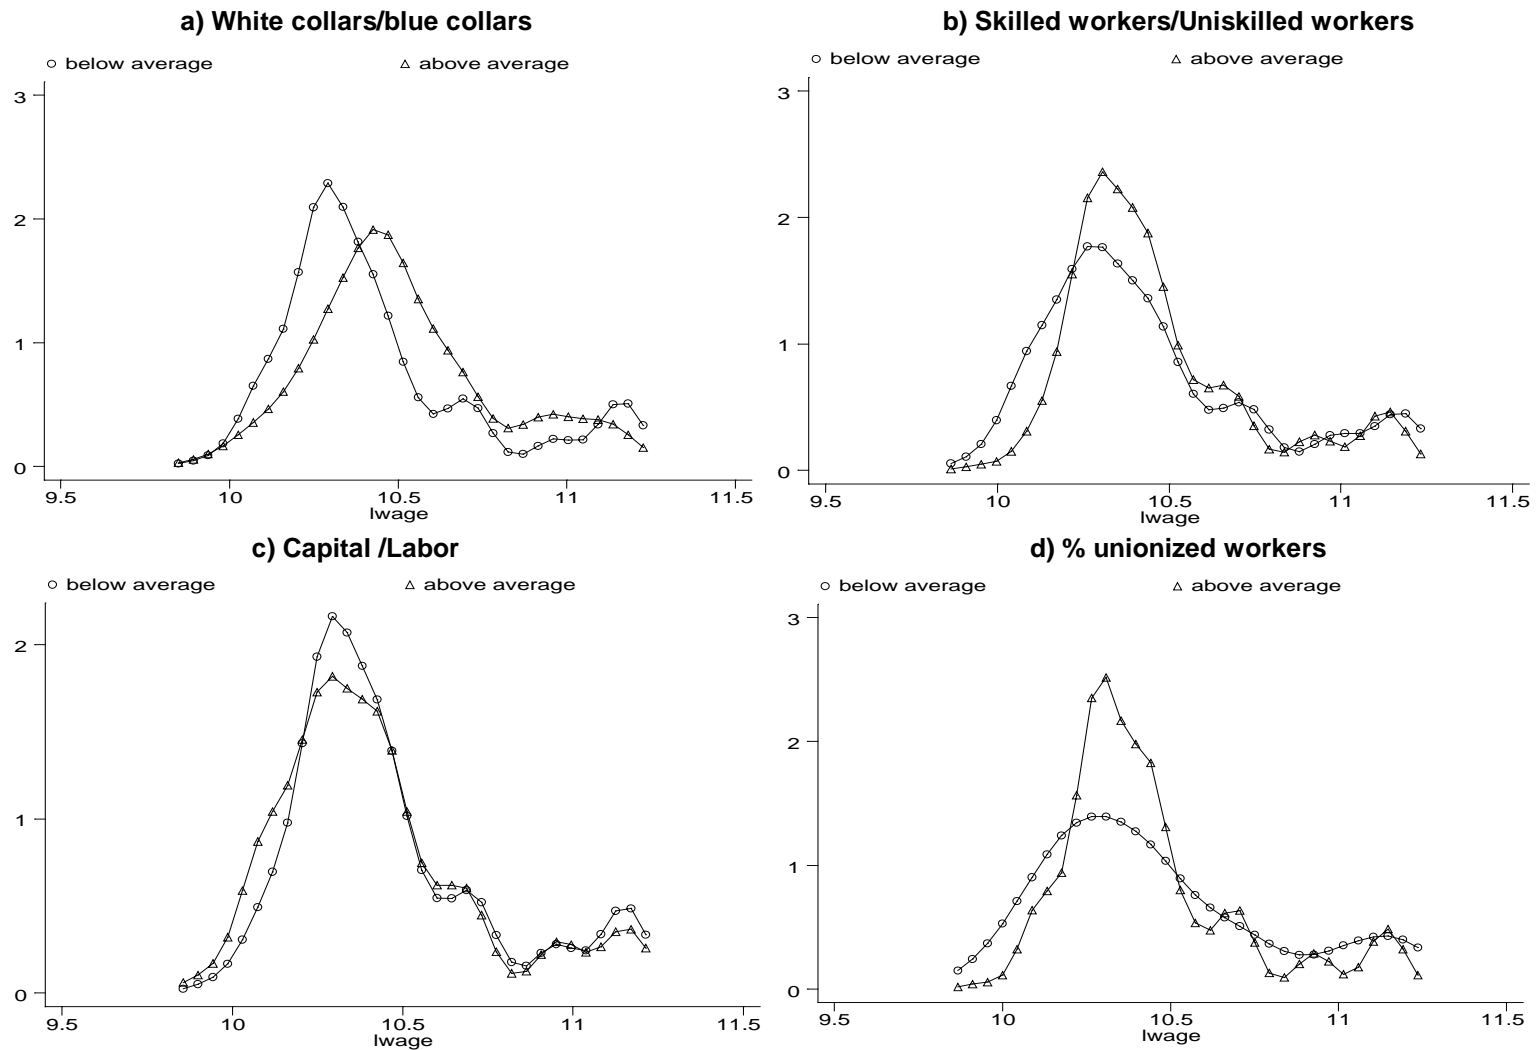 a) White collars/blue collars
below average above average
3
2
1
0
9.5 10 10.5 11 11.5
lwage
b) Skilled workers/Uniskilled workers
below average above average
3
2
1
0
9.5 10 10.5 11 11.5
lwage
c) Capital /Labor
below average above average
2
1
0
9.5 10 10.5 11 11.5
lwage
d) % unionized workers
below average above average
3
2
1
0
9.5 10 10.5 11 11.5
lwage